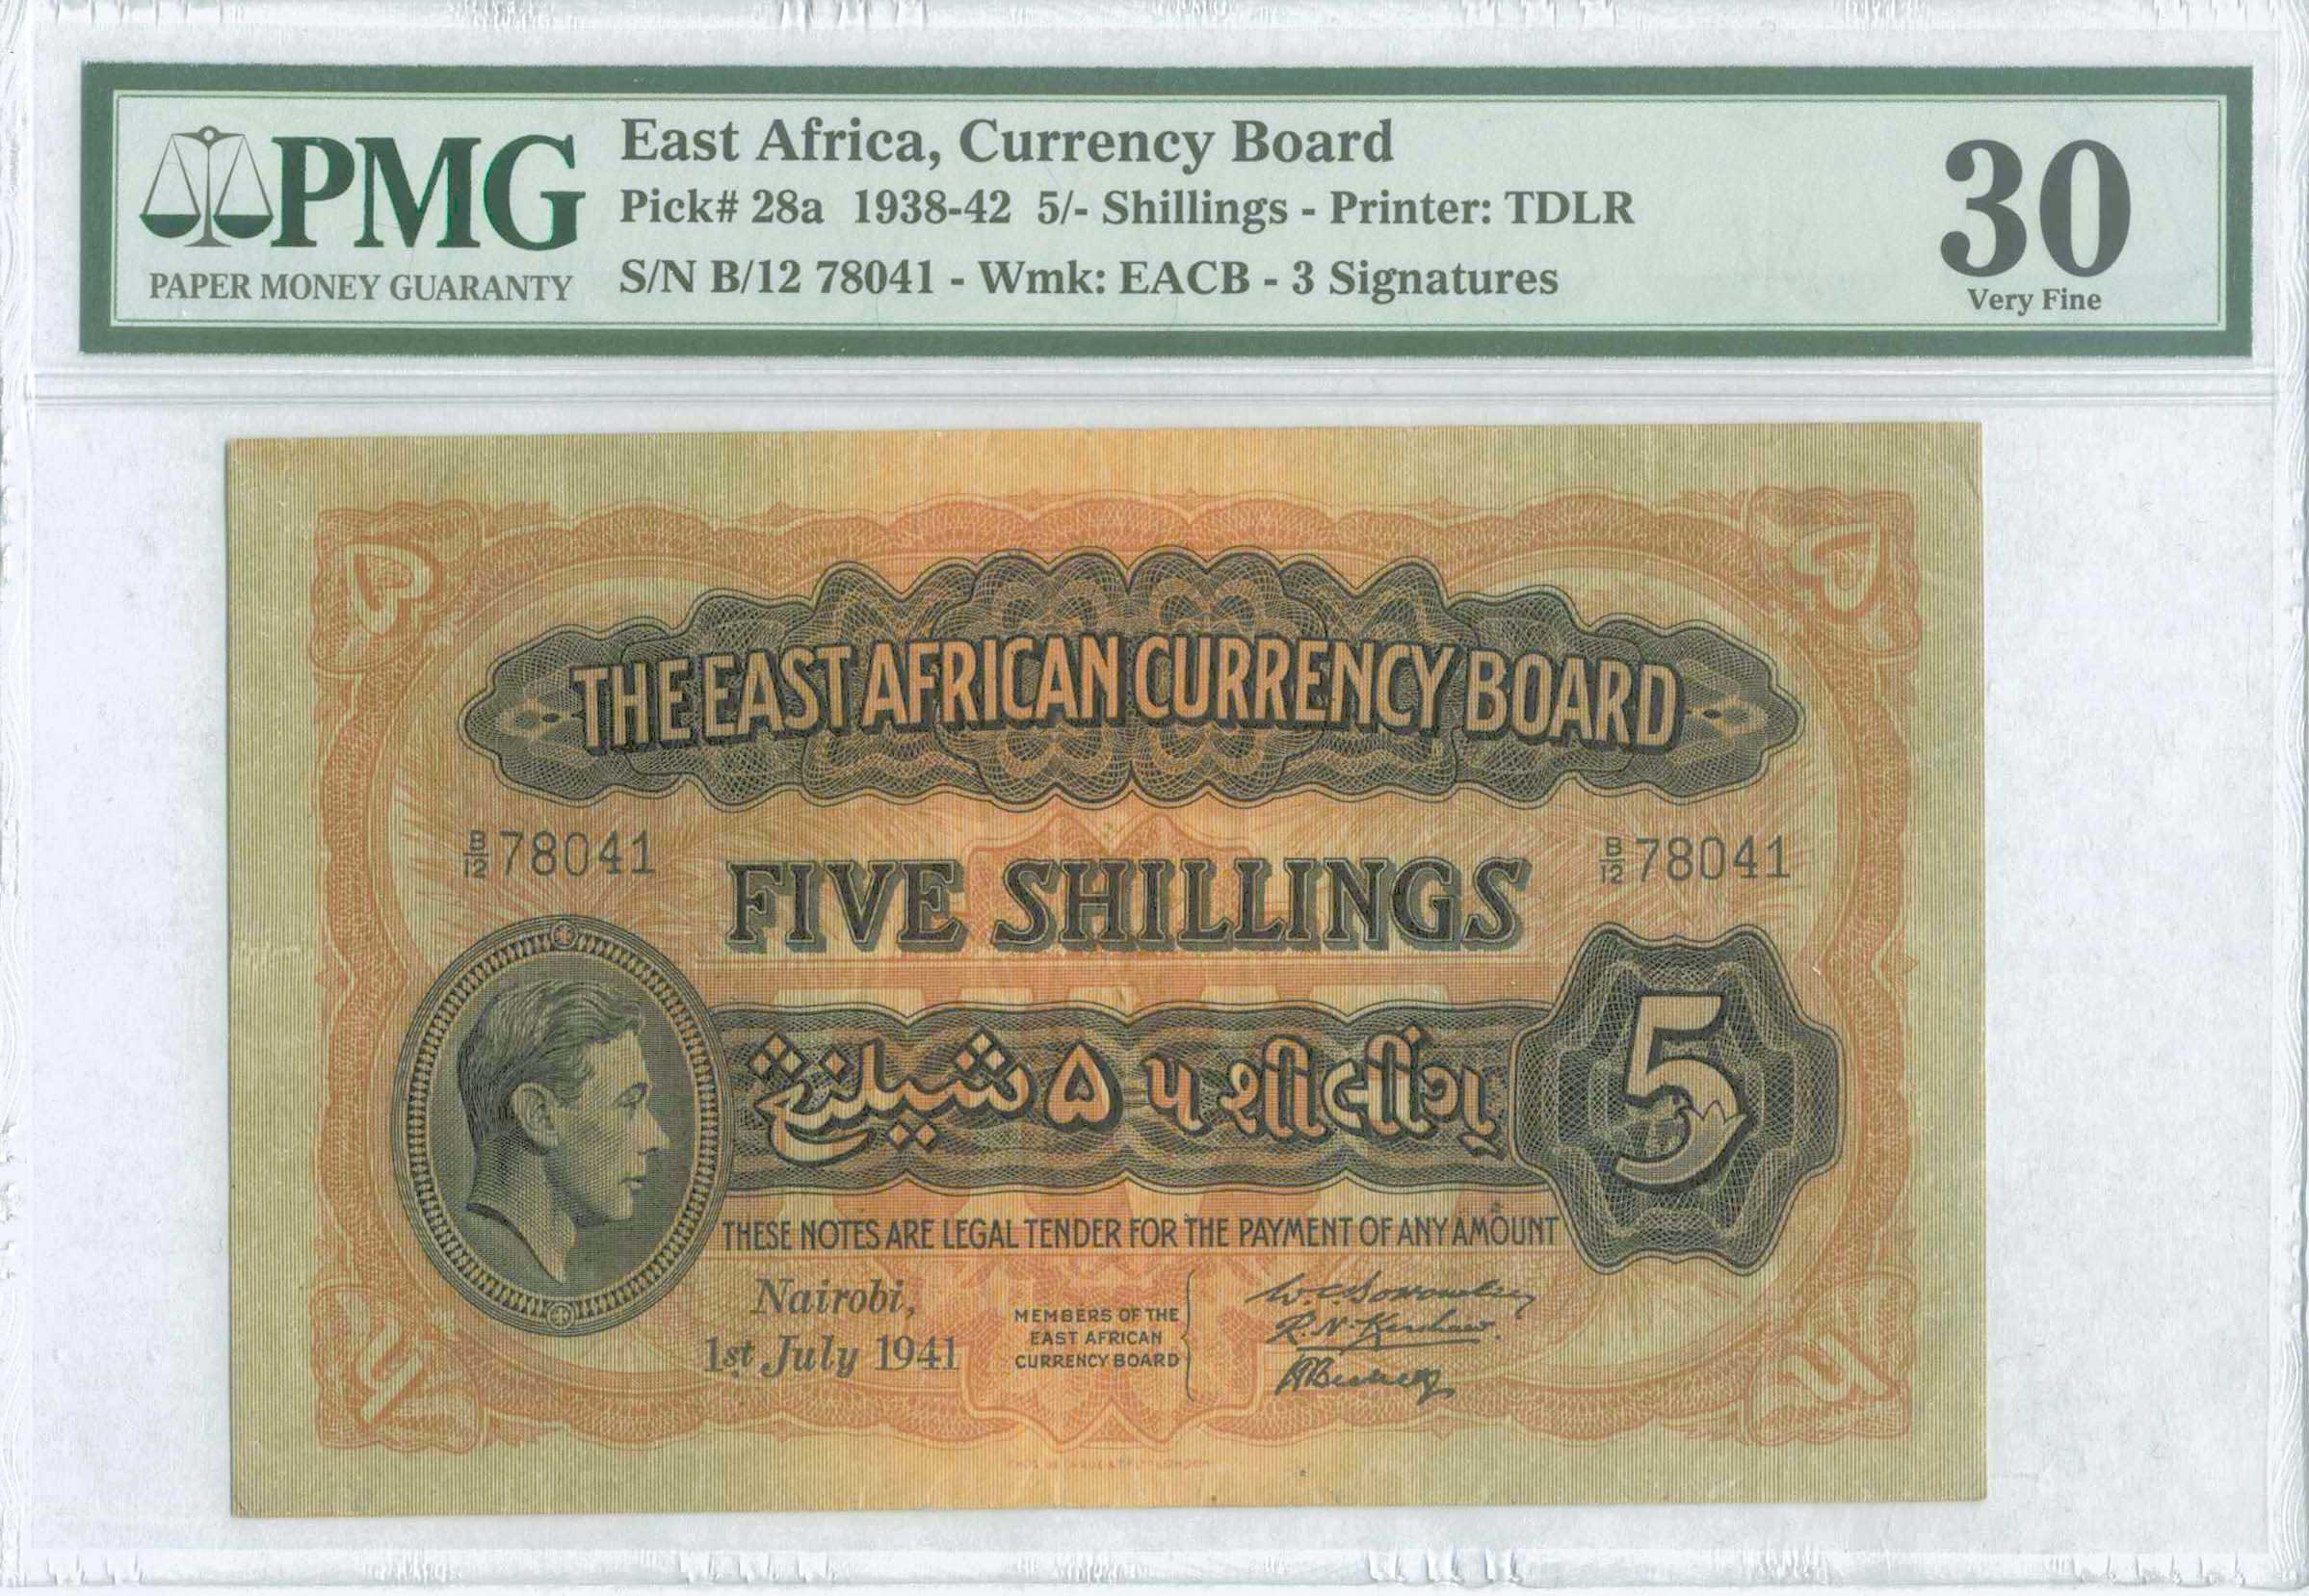 PMG
PAPER MONEY GUARANTY
East Africa, Currency Board
Pick# 28a 1938-42 5/- Shillings - Printer: TDLR
S/N B/12 78041 - Wmk: EACB - 3 Signatures
30
Very Fine
THE EAST AFRICAN CURRENCY BOARD
B/12 78041
B/12 78041
FIVE SHILLINGS
شيلنڠ ۵
૫ શીલીંગ્
5
THESE NOTES ARE LEGAL TENDER FOR THE PAYMENT OF ANY AMOUNT
Nairobi,
1st July 1941
MEMBERS OF THE
EAST AFRICAN
CURRENCY BOARD
R. N. Kershaw.